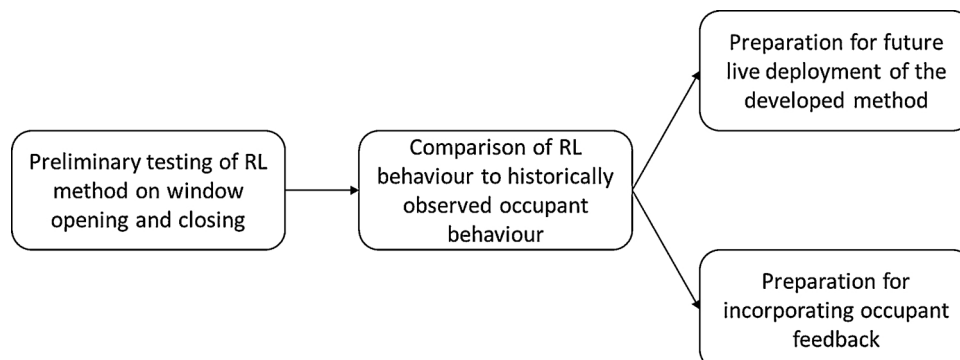 Preliminary testing of RL
method on window
opening and closing
Comparison of RL
behaviour to historically
observed occupant
behaviour
Preparation for future
live deployment of the
developed method
Preparation for
incorporating occupant
feedback